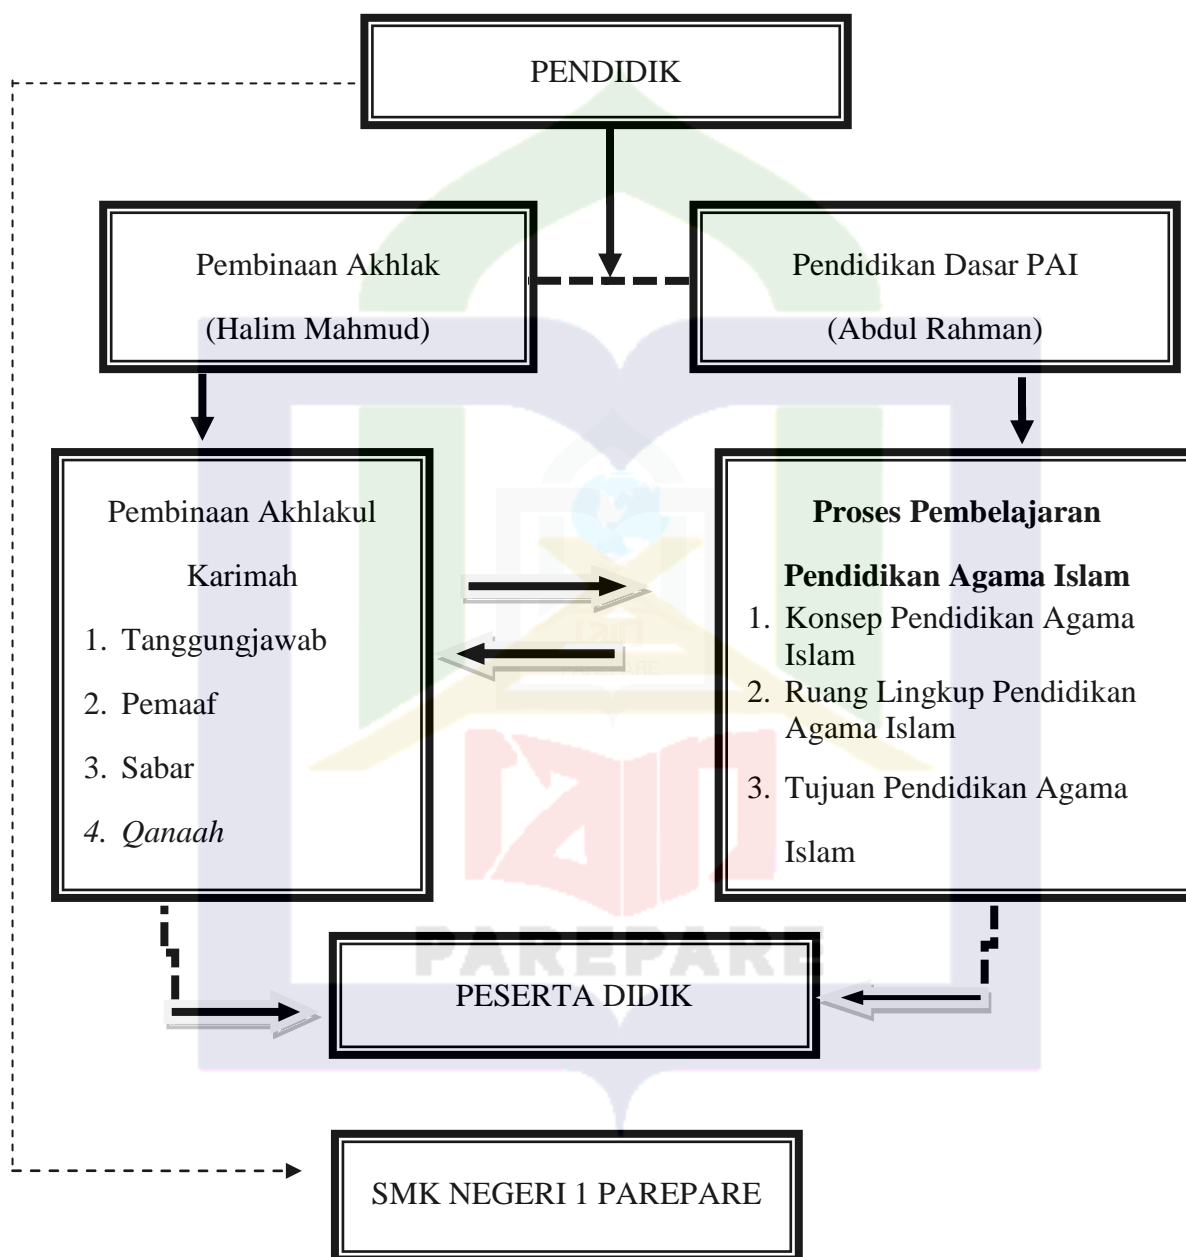 PENDIDIK
Pembinaan Akhlak
(Halim Mahmud)
Pendidikan Dasar PAI
(Abdul Rahman)
Pembinaan Akhlakul
Karimah
1. Tanggungjawab
2. Pemaaf
3. Sabar
4. Qanaah
Proses Pembelajaran
Pendidikan Agama Islam
1. Konsep Pendidikan Agama
Islam
2. Ruang Lingkup Pendidikan
Agama Islam
3. Tujuan Pendidikan Agama
Islam
PAREPARE
PESERTA DIDIK
SMK NEGERI 1 PAREPARE